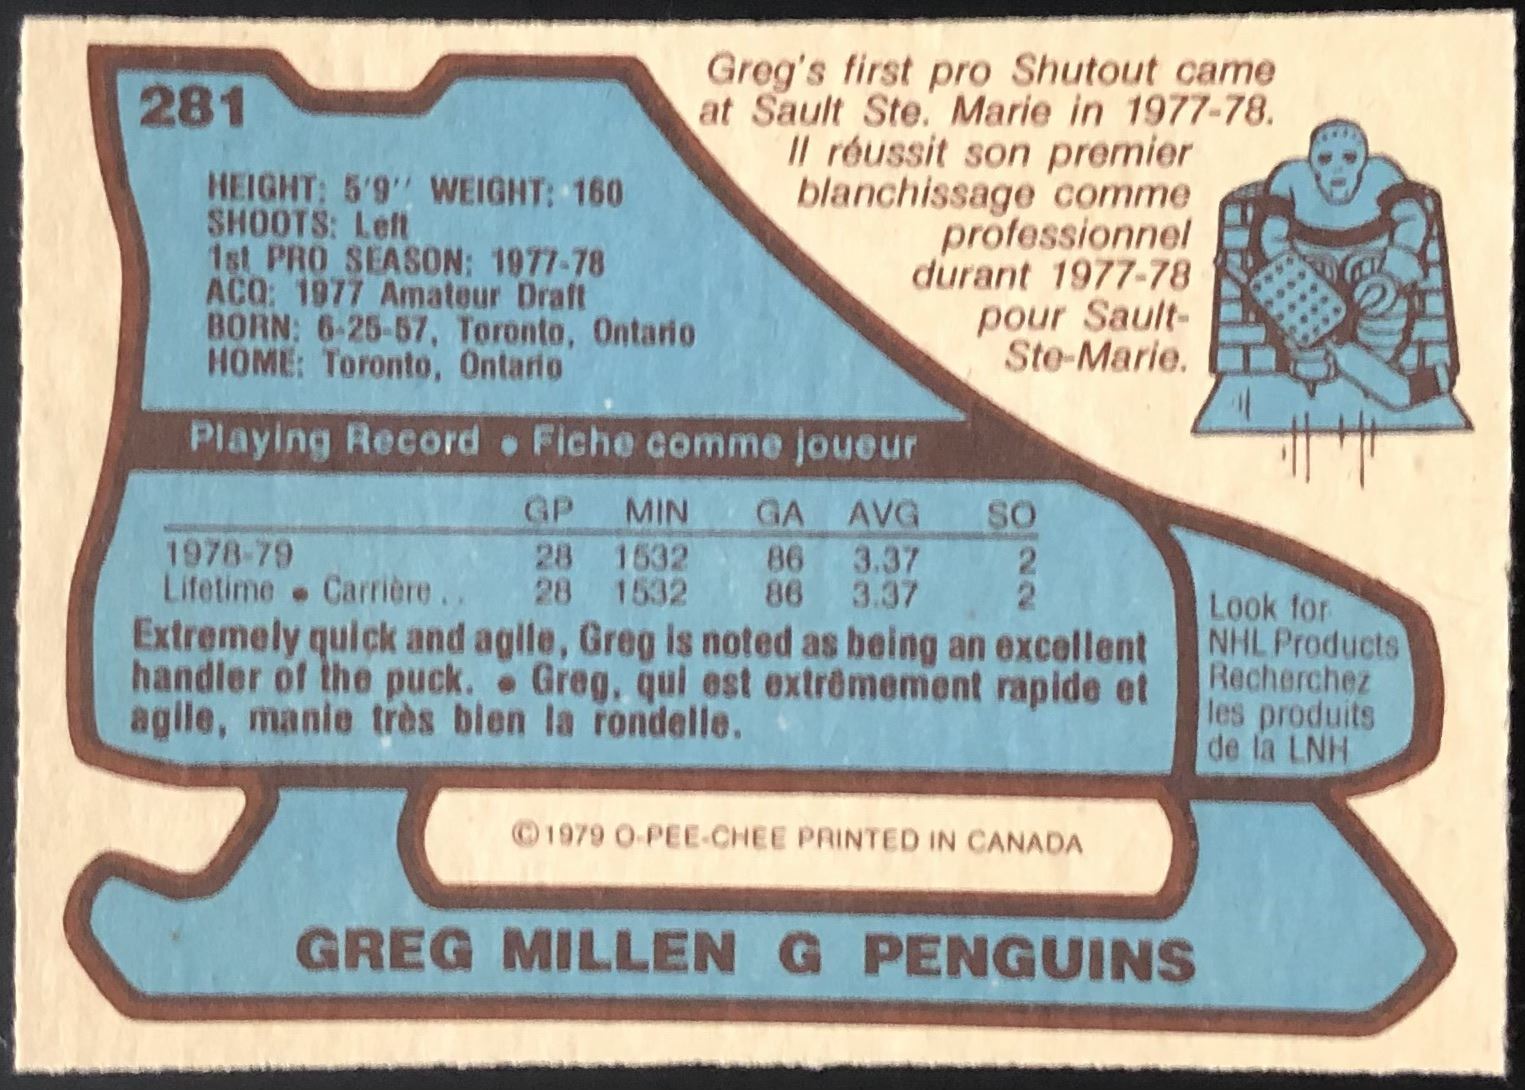 281
Greg's first pro Shutout came
at Sault Ste. Marie in 1977-78.
Il réussit son premier
blanchissage comme
professionnel
durant 1977-78
pour Sault-
Ste-Marie.
HEIGHT: 5'9'' WEIGHT: 160
SHOOTS: Left
1st PRO SEASON: 1977-78
ACQ: 1977 Amateur Draft
BORN: 6-25-57, Toronto, Ontario
HOME: Toronto, Ontario
Playing Record • Fiche comme joueur
GP MIN GA AVG SO
1978-79 28 1532 86 3.37 2
Lifetime • Carrière .. 28 1532 86 3.37 2
Extremely quick and agile, Greg is noted as being an excellent
handler of the puck. • Greg, qui est extrêmement rapide et
agile, manie très bien la rondelle.
Look for
NHL Products
Recherchez
les produits
de la LNH
©1979 O-PEE-CHEE PRINTED IN CANADA
GREG MILLEN G PENGUINS